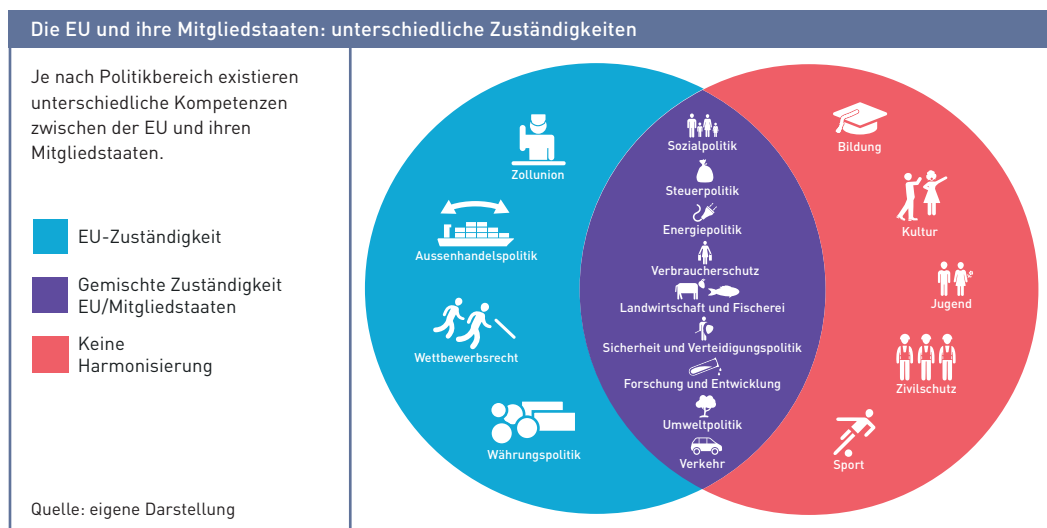 Die EU und ihre Mitgliedstaaten: unterschiedliche Zuständigkeiten
Je nach Politikbereich existieren
unterschiedliche Kompetenzen
zwischen der EU und ihren
Mitgliedstaaten.
EU-Zuständigkeit
Gemischte Zuständigkeit
EU/Mitgliedstaaten
Keine
Harmonisierung
Quelle: eigene Darstellung
Zollunion
Aussenhandelspolitik
Wettbewerbsrecht
Währungspolitik
Sozialpolitik
Steuerpolitik
Energiepolitik
Verbraucherschutz
Landwirtschaft und Fischerei
Sicherheit und Verteidigungspolitik
Forschung und Entwicklung
Umweltpolitik
Verkehr
Bildung
Kultur
Jugend
Zivilschutz
Sport